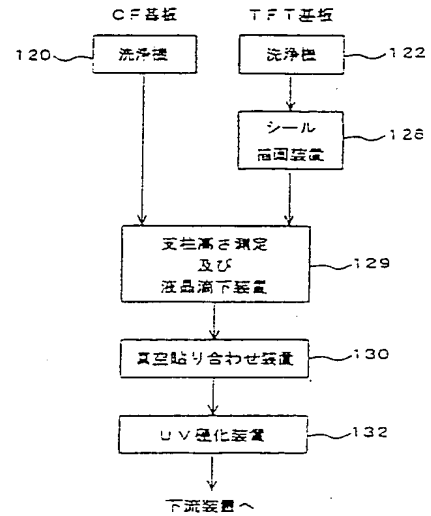 CF基板
TFT基板
120
洗浄機
洗浄機
122
シール
描画装置
128
支柱高さ測定
及び
液晶滴下装置
129
真空貼り合わせ装置
130
UV硬化装置
132
下流装置へ